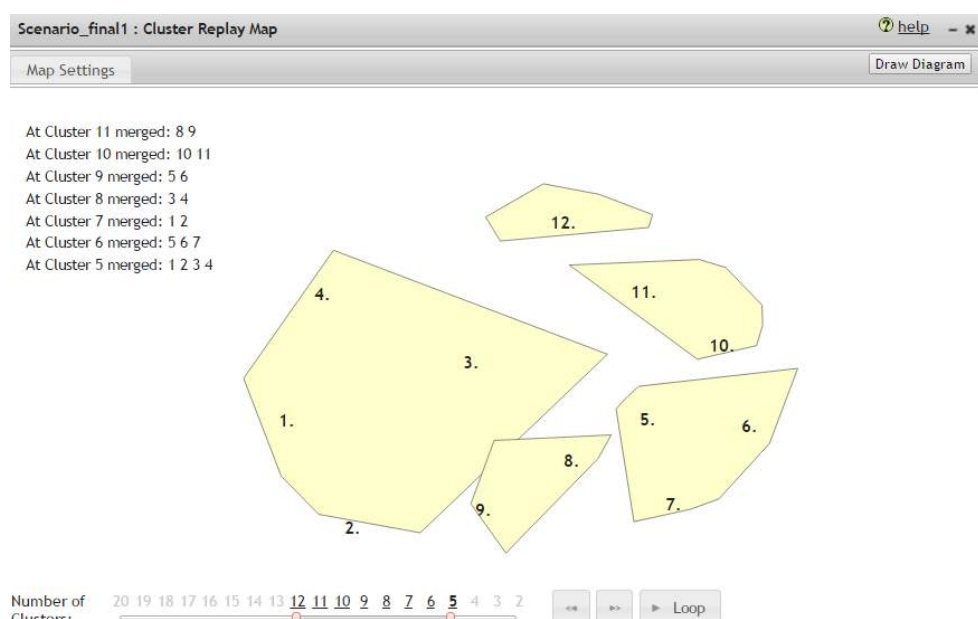 Scenario_final1 : Cluster Replay Map
help
Map Settings
Draw Diagram
At Cluster 11 merged: 8 9
At Cluster 10 merged: 10 11
At Cluster 9 merged: 5 6
At Cluster 8 merged: 3 4
At Cluster 7 merged: 1 2
At Cluster 6 merged: 5 6 7
At Cluster 5 merged: 1 2 3 4
12.
11.
4.
10.
3.
5.
1.
6.
8.
7.
9.
2.
Number of
Clusters:
20 19 18 17 16 15 14 13 12 11 10 9 8 7 6 5 4 3 2
Loop